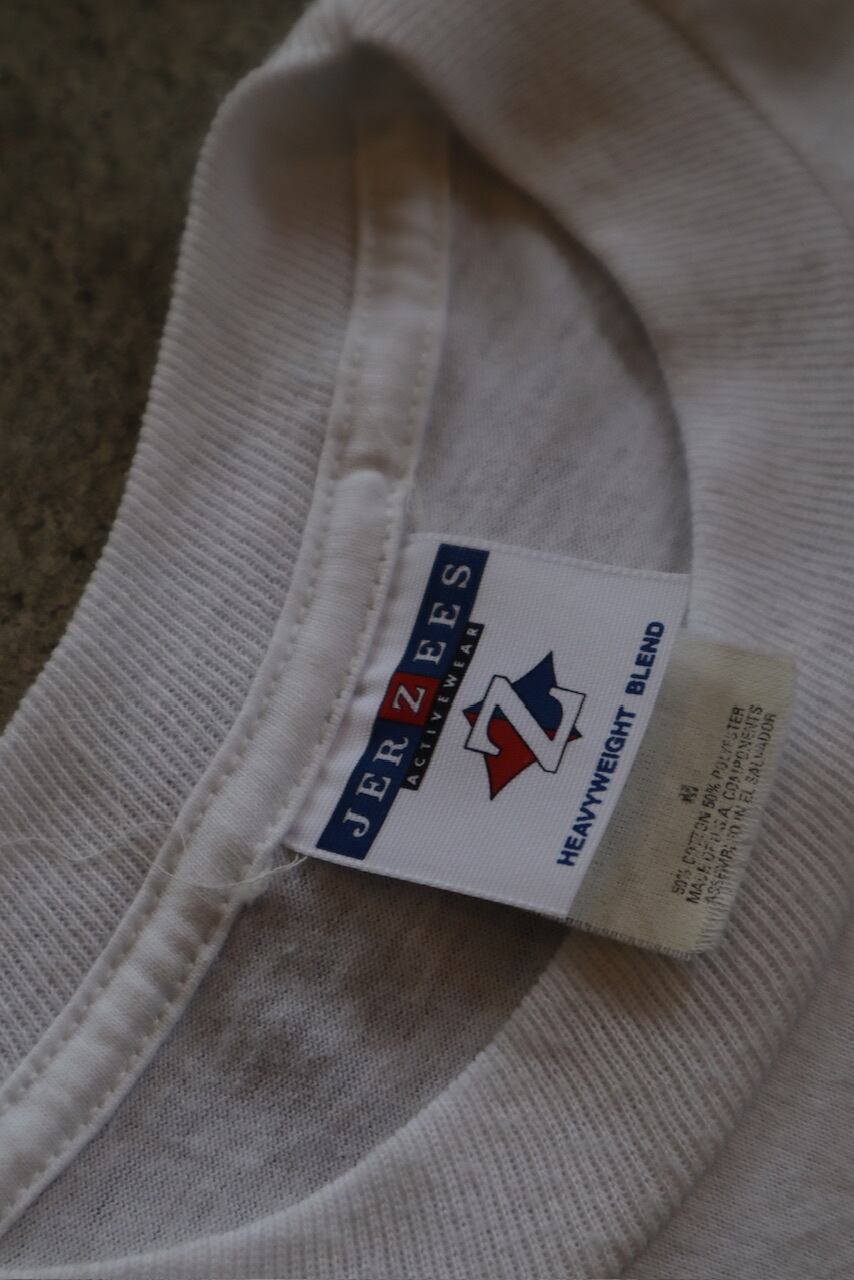 JERZEES
ACTIVEWEAR
Z
HEAVYWEIGHT BLEND
M
50% COTTON 50% POLYESTER
MADE OF U.S.A. COMPONENTS
ASSEMBLED IN EL SALVADOR